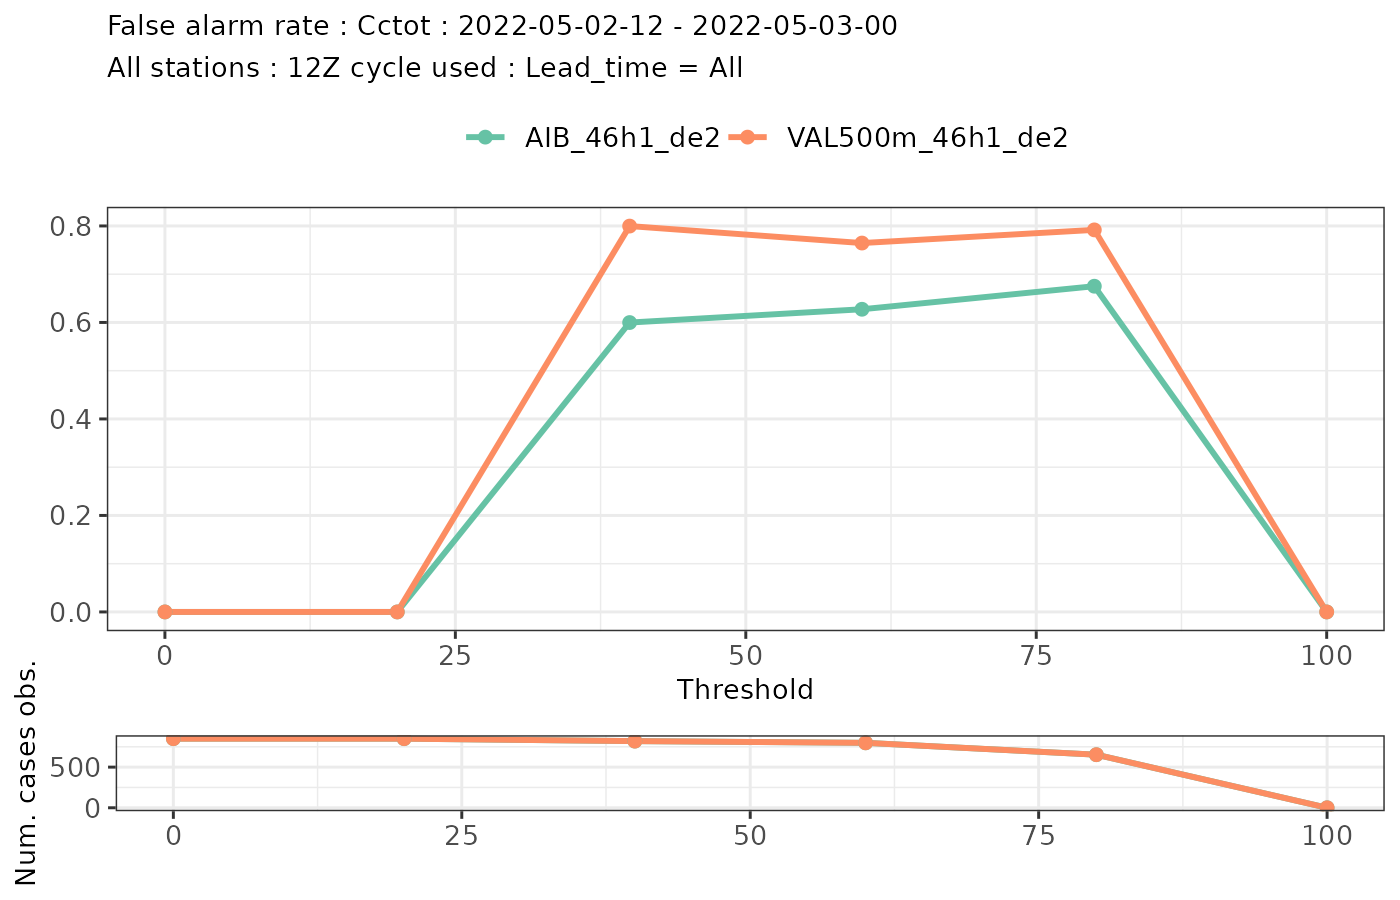 False alarm rate : Cctot : 2022-05-02-12 - 2022-05-03-00
All stations : 12Z cycle used : Lead_time = All
AIB_46h1_de2 VAL500m_46h1_de2
0.8
0.6
0.4
0.2
0.0
0 25 50 75 100
Threshold
Num. cases obs.
500
0
0 25 50 75 100